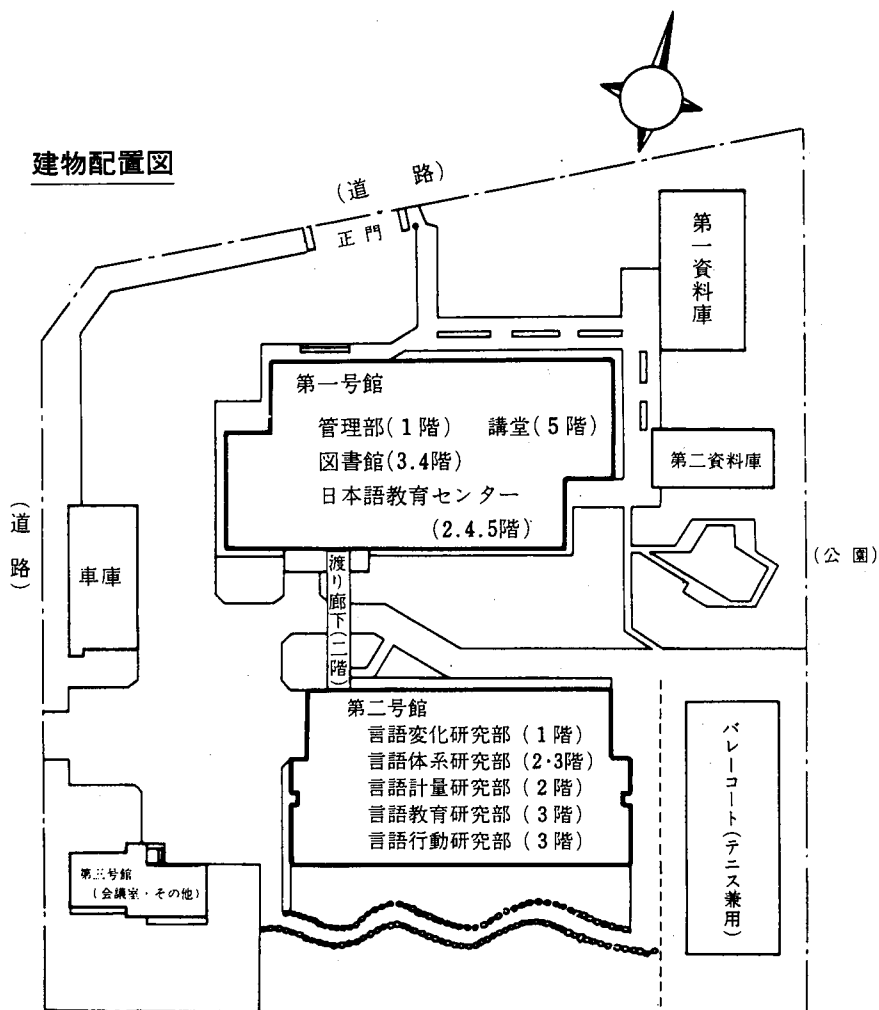 建物配置図
(道路)
正門
第一資料庫
第一号館
管理部(1階) 講堂(5階)
図書館(3.4階)
日本語教育センター
(2.4.5階)
第二資料庫
(道路)
車庫
渡り廊下(二階)
(公園)
第二号館
言語変化研究部(1階)
言語体系研究部(2・3階)
言語計量研究部(2階)
言語教育研究部(3階)
言語行動研究部(3階)
バレーコート(テニス兼用)
第三号館
(会議室・その他)